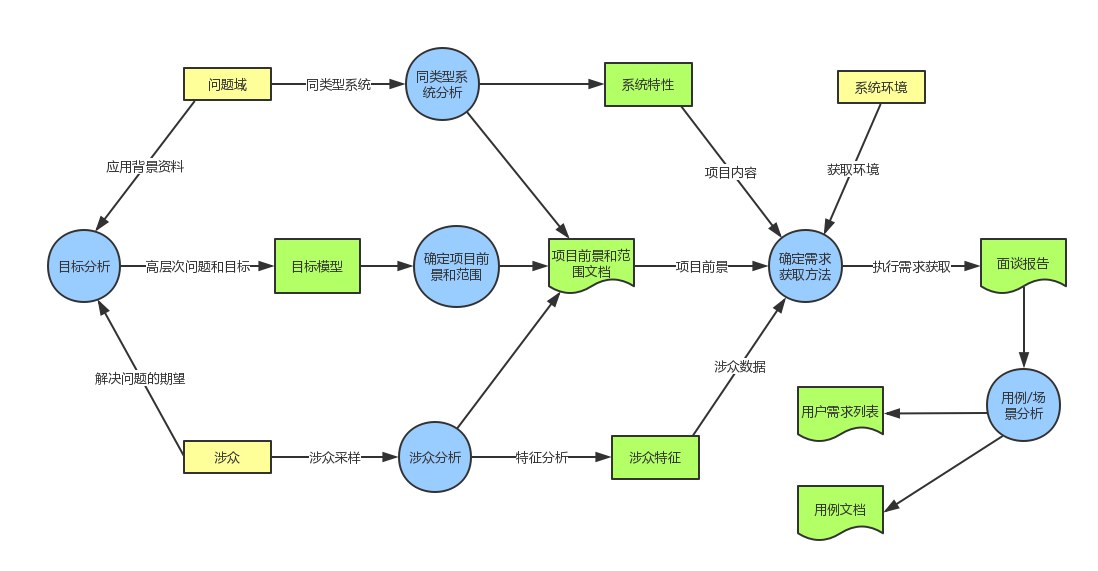 问题域
同类型系统
同类型系
统分析
系统特性
系统环境
应用背景资料
项目内容
获取环境
目标分析
高层次问题和目标
目标模型
确定项目前
景和范围
项目前景和范
围文档
项目前景
确定需求
获取方法
执行需求获取
面谈报告
解决问题的期望
涉众数据
用户需求列表
用例/场
景分析
涉众
涉众采样
涉众分析
特征分析
涉众特征
用例文档